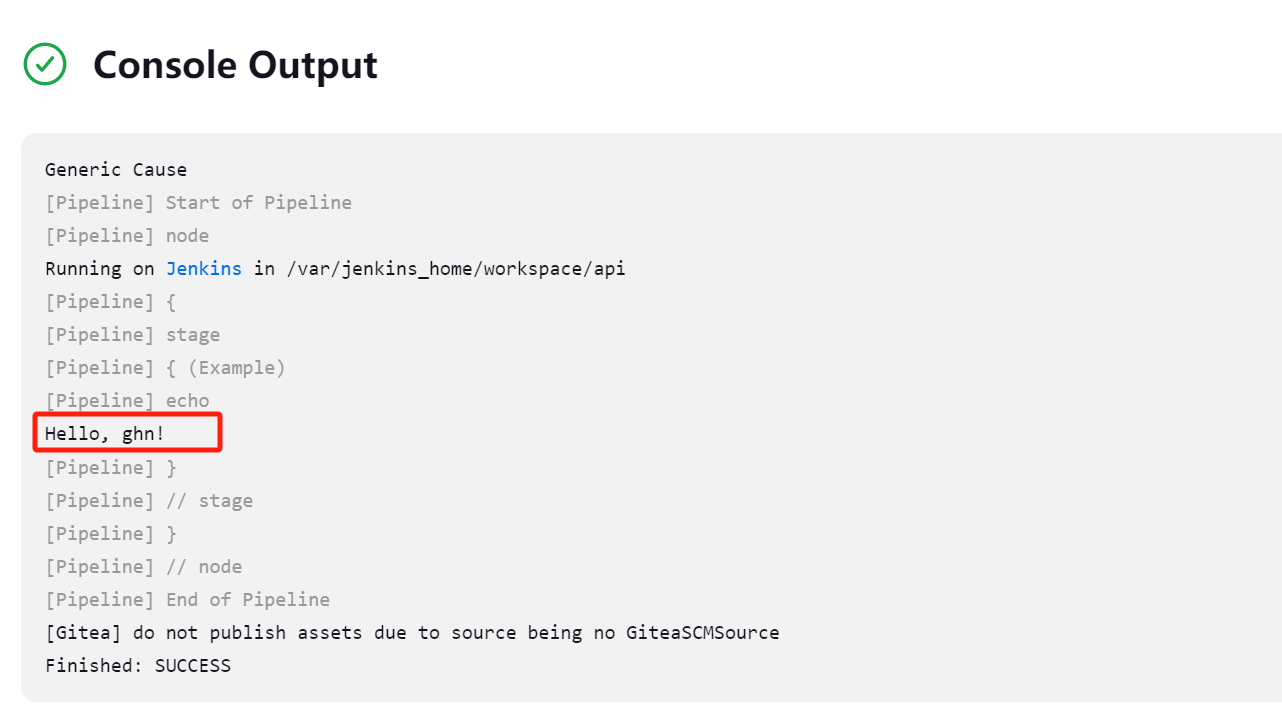 Console Output
Generic Cause
[Pipeline] Start of Pipeline
[Pipeline] node
Running on Jenkins in /var/jenkins_home/workspace/api
[Pipeline] {
[Pipeline] stage
[Pipeline] { (Example)
[Pipeline] echo
Hello, ghn!
[Pipeline] }
[Pipeline] // stage
[Pipeline] }
[Pipeline] // node
[Pipeline] End of Pipeline
[Gitea] do not publish assets due to source being no GiteaSCMSource
Finished: SUCCESS